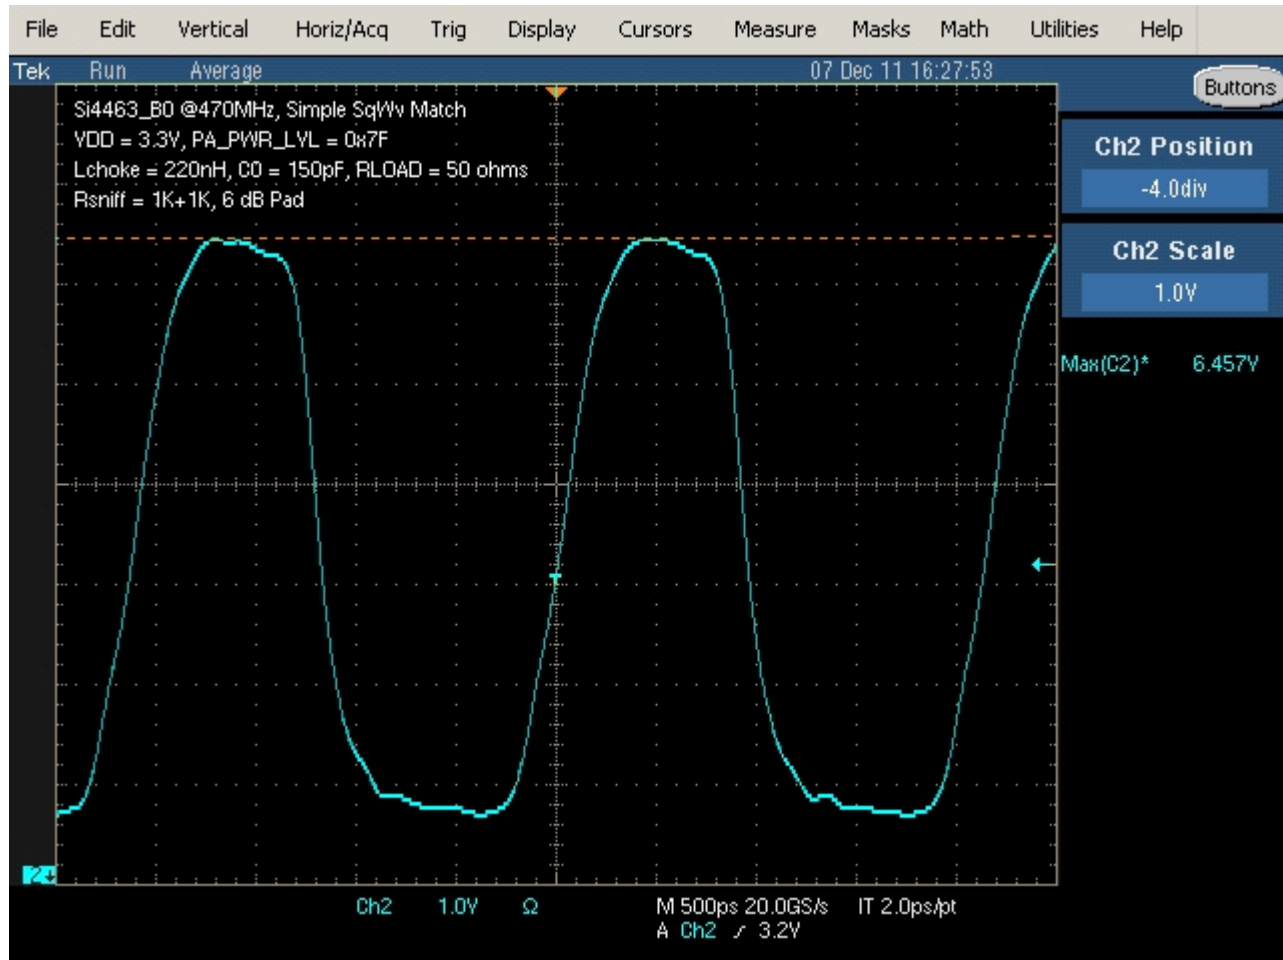 File Edit Vertical Horiz/Acq Trig Display Cursors Measure Masks Math Utilities Help
Tek Run Average 07 Dec 11 16:27:53
Buttons
Si4463_B0 @470MHz, Simple SqWv Match
VDD = 3.3V, PA_PWR_LVL = 0x7F
Lchoke = 220nH, C0 = 150pF, RLOAD = 50 ohms
Rsniff = 1K+1K, 6 dB Pad
Ch2 Position
-4.0div
Ch2 Scale
1.0V
Max(C2)* 6.457V
2
Ch2 1.0V Ω M 500ps 20.0GS/s IT 2.0ps/pt
A Ch2 / 3.2V